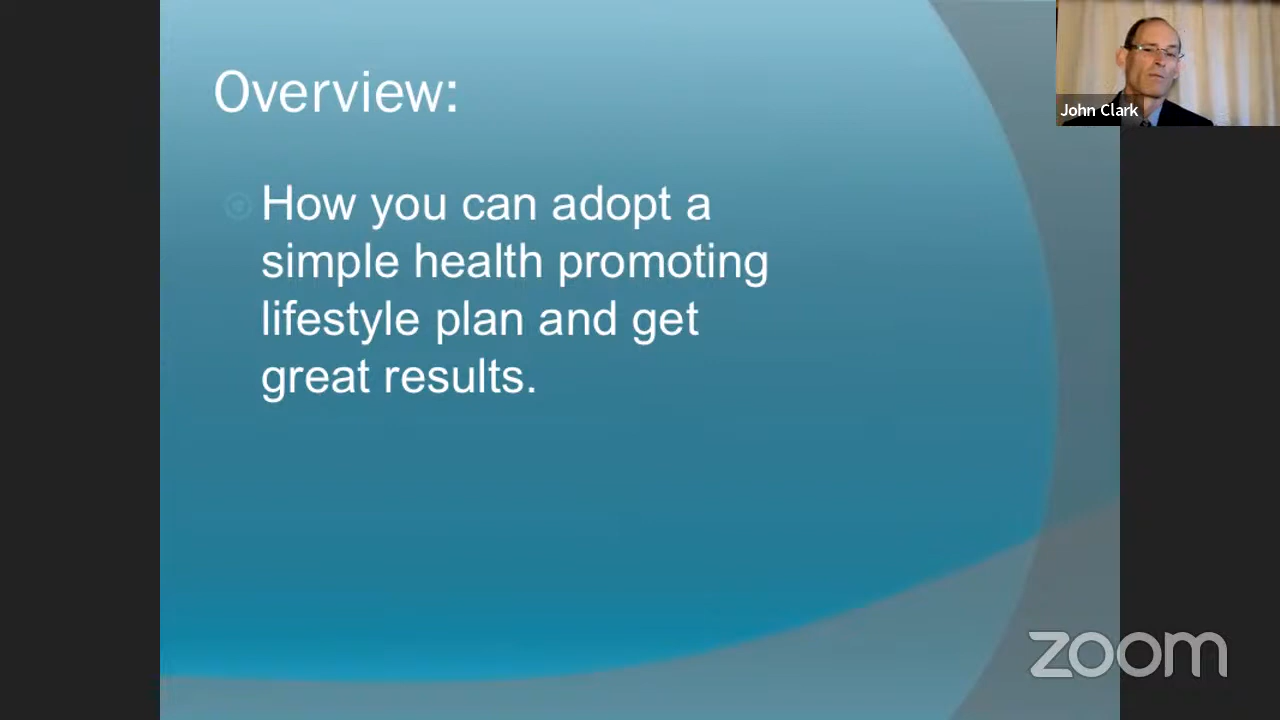 Overview:
How you can adopt a
simple health promoting
lifestyle plan and get
great results.
John Clark
zoom